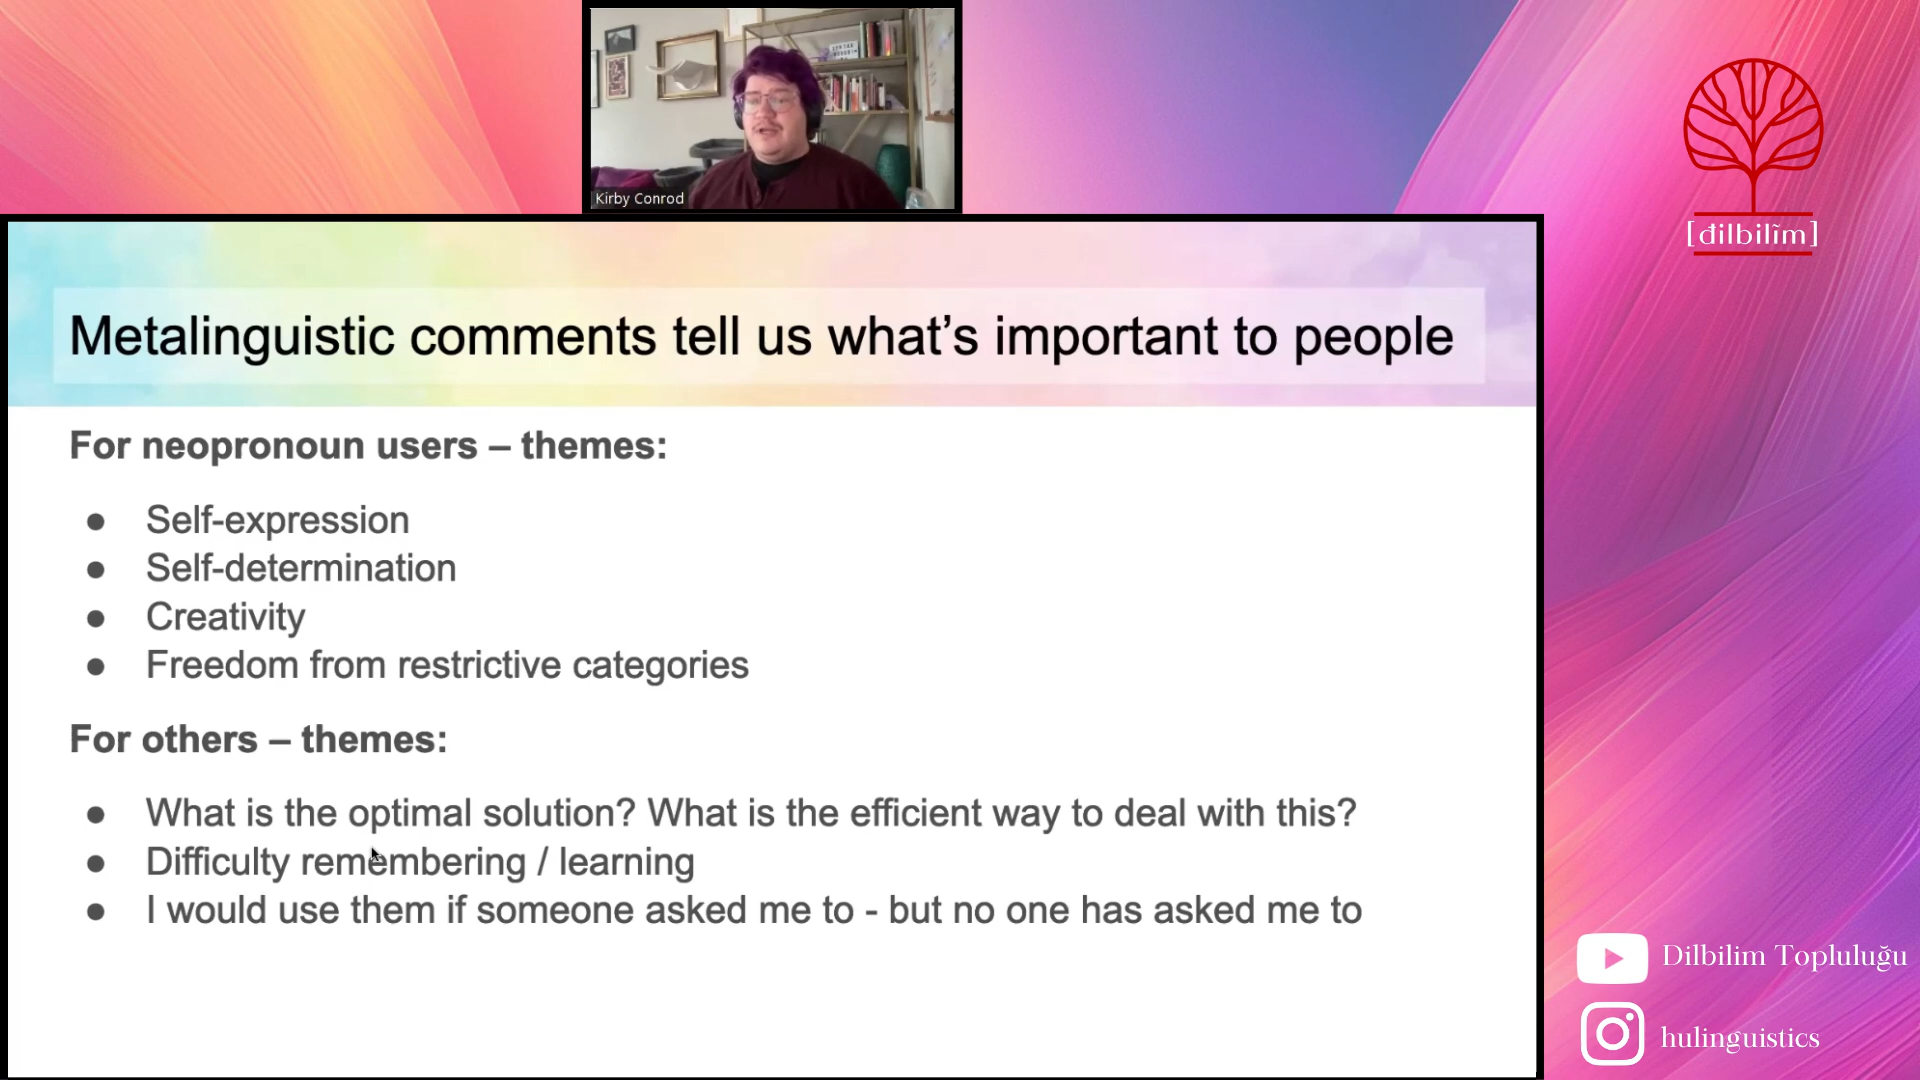 Kirby Conrod
[đilbilîm]
Metalinguistic comments tell us what’s important to people
For neopronoun users – themes:
● Self-expression
● Self-determination
● Creativity
● Freedom from restrictive categories
For others – themes:
● What is the optimal solution? What is the efficient way to deal with this?
● Difficulty remembering / learning
● I would use them if someone asked me to - but no one has asked me to
Dilbilim Topluluğu
hulinguistics